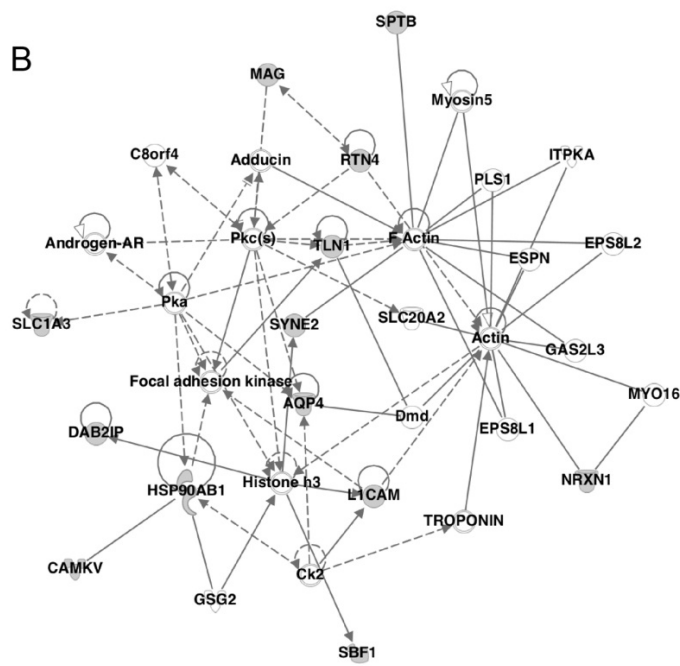 SPTB
B
MAG
Myosin5
C8orf4
Adducin
RTN4
ITPKA
PLS1
Androgen-AR
Pkc(s)
TLN1
F Actin
EPS8L2
ESPN
Pka
SLC1A3
SYNE2
SLC20A2
Actin
GAS2L3
Focal adhesion kinase
MYO16
AQP4
Dmd
DAB2IP
EPS8L1
Histone h3
NRXN1
HSP90AB1
L1CAM
TROPONIN
CAMKV
Ck2
GSG2
SBF1